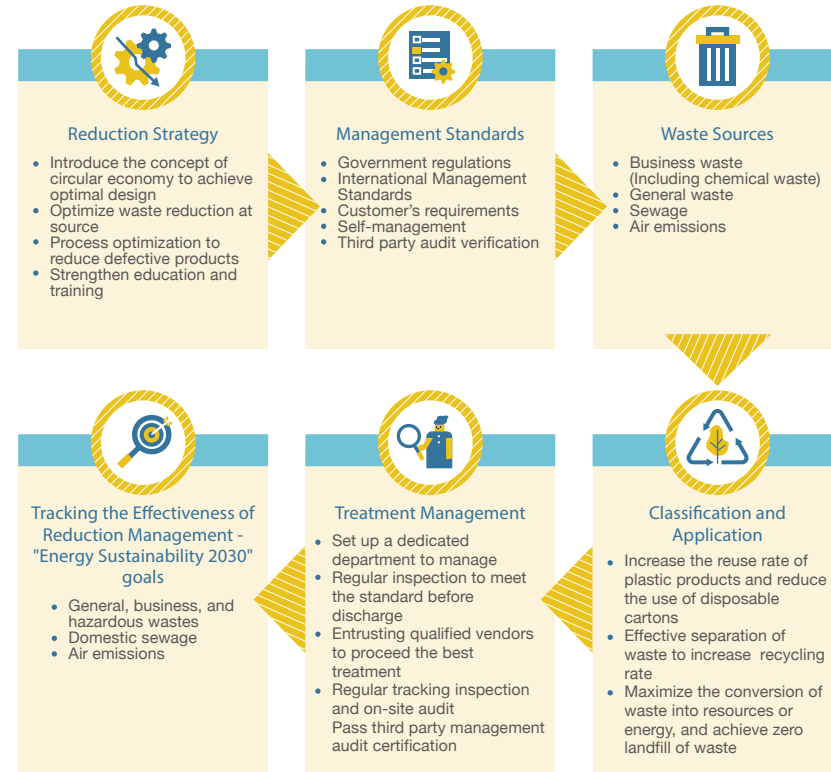 Reduction Strategy
• Introduce the concept of
circular economy to achieve
optimal design
• Optimize waste reduction at
source
• Process optimization to
reduce defective products
• Strengthen education and
training
Management Standards
• Government regulations
• International Management
Standards
• Customer's requirements
• Self-management
• Third party audit verification
Waste Sources
• Business waste
(Including chemical waste)
• General waste
• Sewage
• Air emissions
Classification and
Application
• Increase the reuse rate of
plastic products and reduce
the use of disposable
cartons
• Effective separation of
waste to increase recycling
rate
• Maximize the conversion of
waste into resources or
energy, and achieve zero
landfill of waste
Treatment Management
• Set up a dedicated
department to manage
• Regular inspection to meet
the standard before
discharge
• Entrusting qualified vendors
to proceed the best
treatment
• Regular tracking inspection
and on-site audit
Pass third party management
audit certification
Tracking the Effectiveness of
Reduction Management -
"Energy Sustainability 2030"
goals
• General, business, and
hazardous wastes
• Domestic sewage
• Air emissions